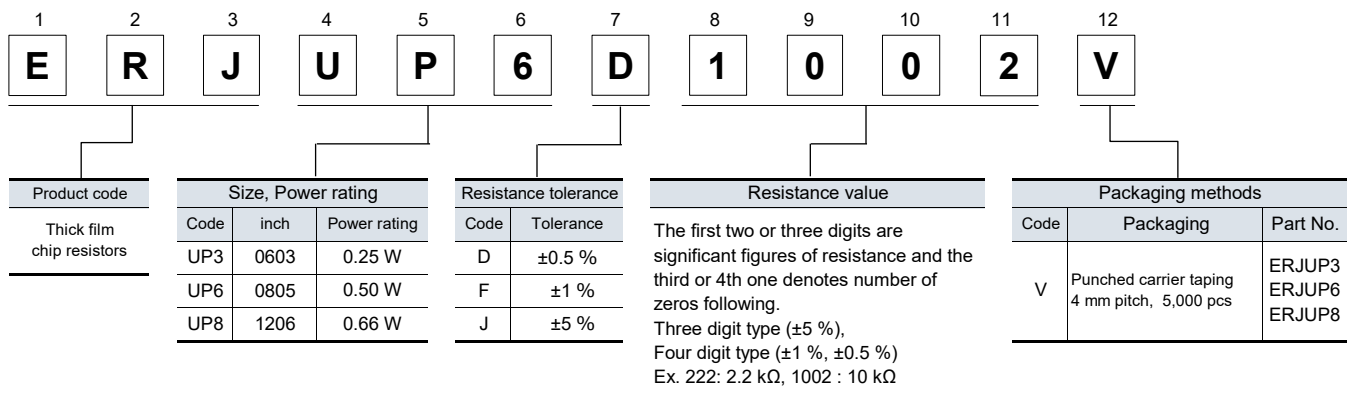 1 2 3 4 5 6 7 8 9 10 11 12
E R J U P 6 D 1 0 0 2 V
Product code
Thick film
chip resistors
Size, Power rating
Code inch Power rating
UP3 0603 0.25 W
UP6 0805 0.50 W
UP8 1206 0.66 W
Resistance tolerance
Code Tolerance
D ±0.5 %
F ±1 %
J ±5 %
Resistance value
The first two or three digits are
significant figures of resistance and the
third or 4th one denotes number of
zeros following.
Three digit type (±5 %),
Four digit type (±1 %, ±0.5 %)
Ex. 222: 2.2 kΩ, 1002 : 10 kΩ
Packaging methods
Code Packaging Part No.
V
Punched carrier taping
4 mm pitch, 5,000 pcs
ERJUP3
ERJUP6
ERJUP8